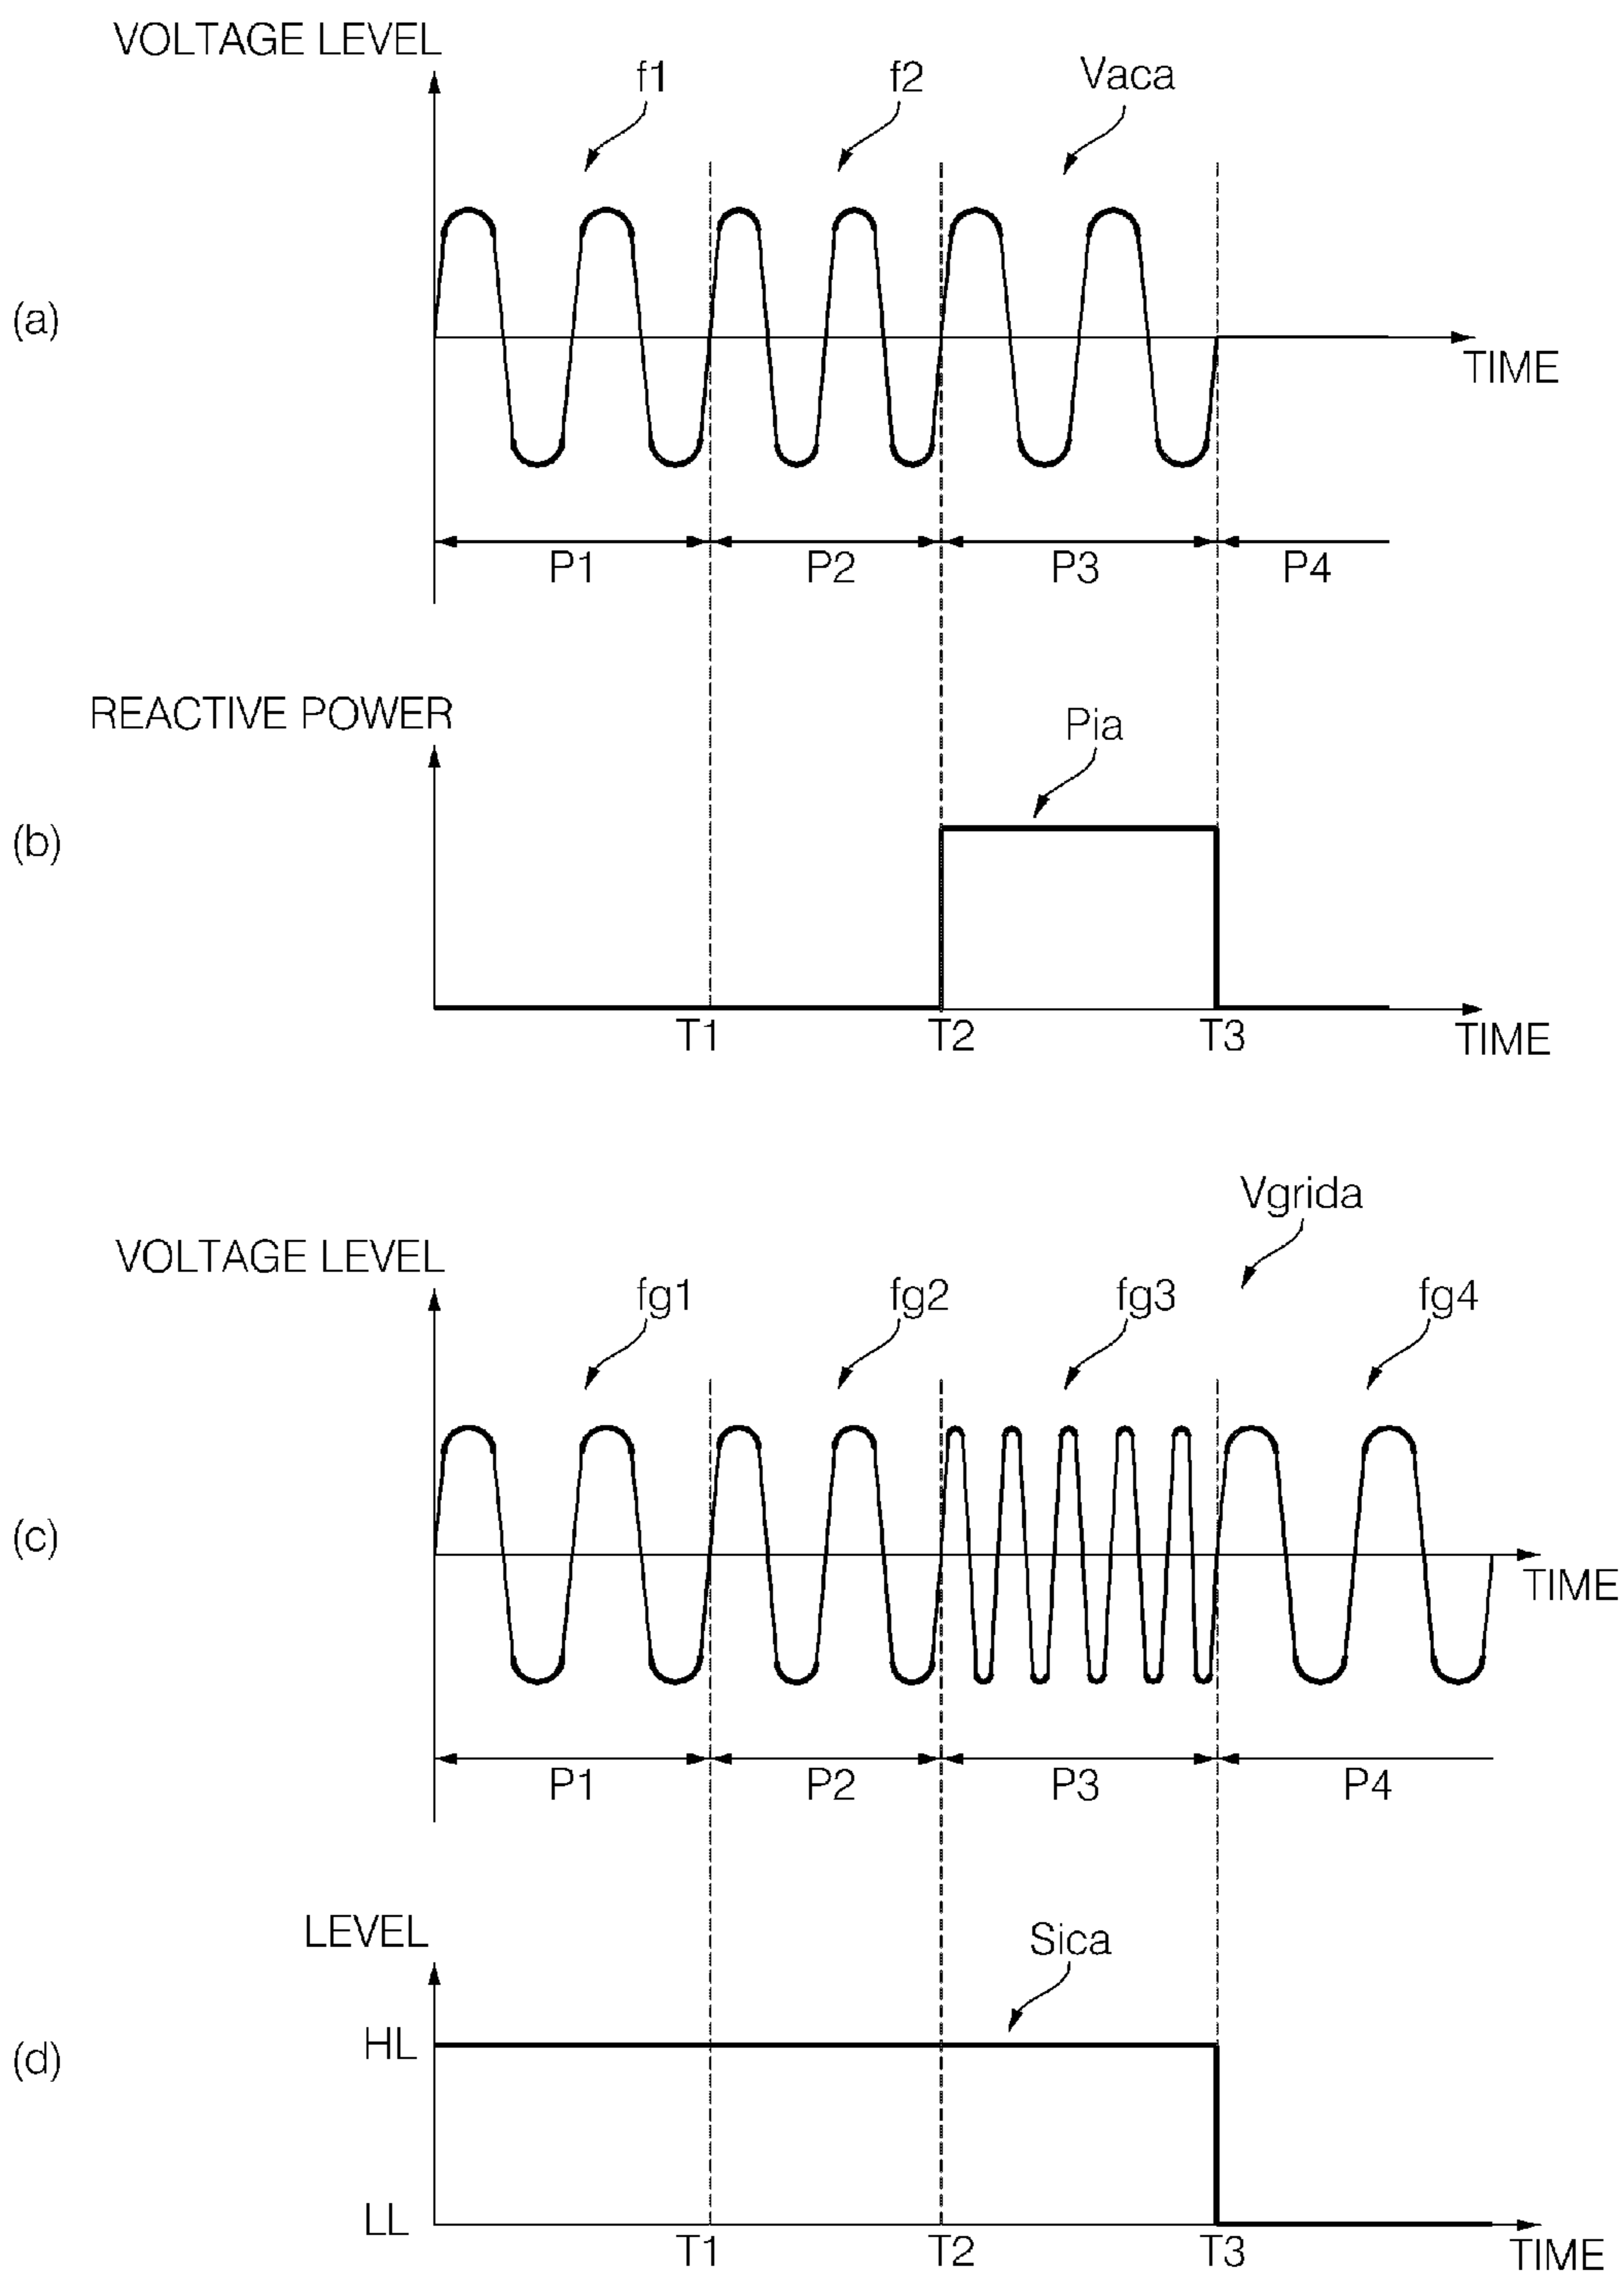 VOLTAGE LEVEL
f1 f2 Vaca
(a)
TIME
P1 P2 P3 P4
REACTIVE POWER
Pia
(b)
T1 T2 T3
TIME
Vgrida
VOLTAGE LEVEL
fg1 fg2 fg3 fg4
(c)
TIME
P1 P2 P3 P4
LEVEL
Sica
HL
(d)
LL
T1 T2 T3
TIME